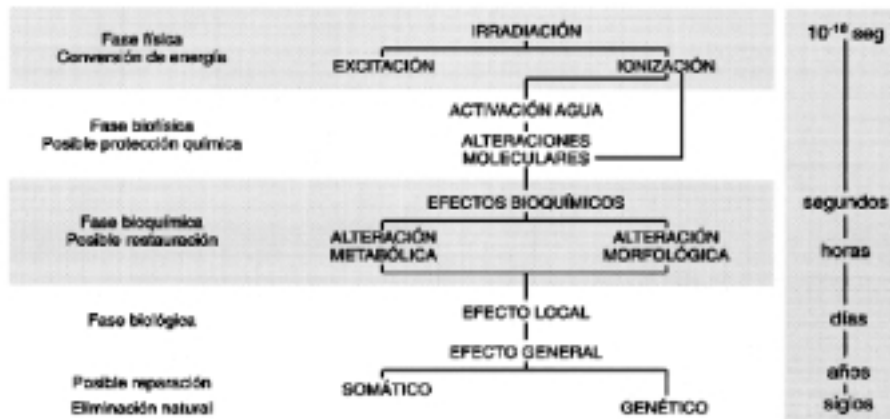 Fase física
Conversión de energía
IRRADIACIÓN
EXCITACIÓN
IONIZACIÓN
10⁻¹⁶ seg
Fase biofísica
Posible protección química
ACTIVACIÓN AGUA
ALTERACIONES
MOLECULARES
Fase bioquímica
Posible restauración
EFECTOS BIOQUÍMICOS
segundos
ALTERACIÓN
METABÓLICA
ALTERACIÓN
MORFOLÓGICA
horas
Fase biológica
EFECTO LOCAL
días
EFECTO GENERAL
Posible reparación
años
SOMÁTICO
GENÉTICO
Eliminación natural
siglos